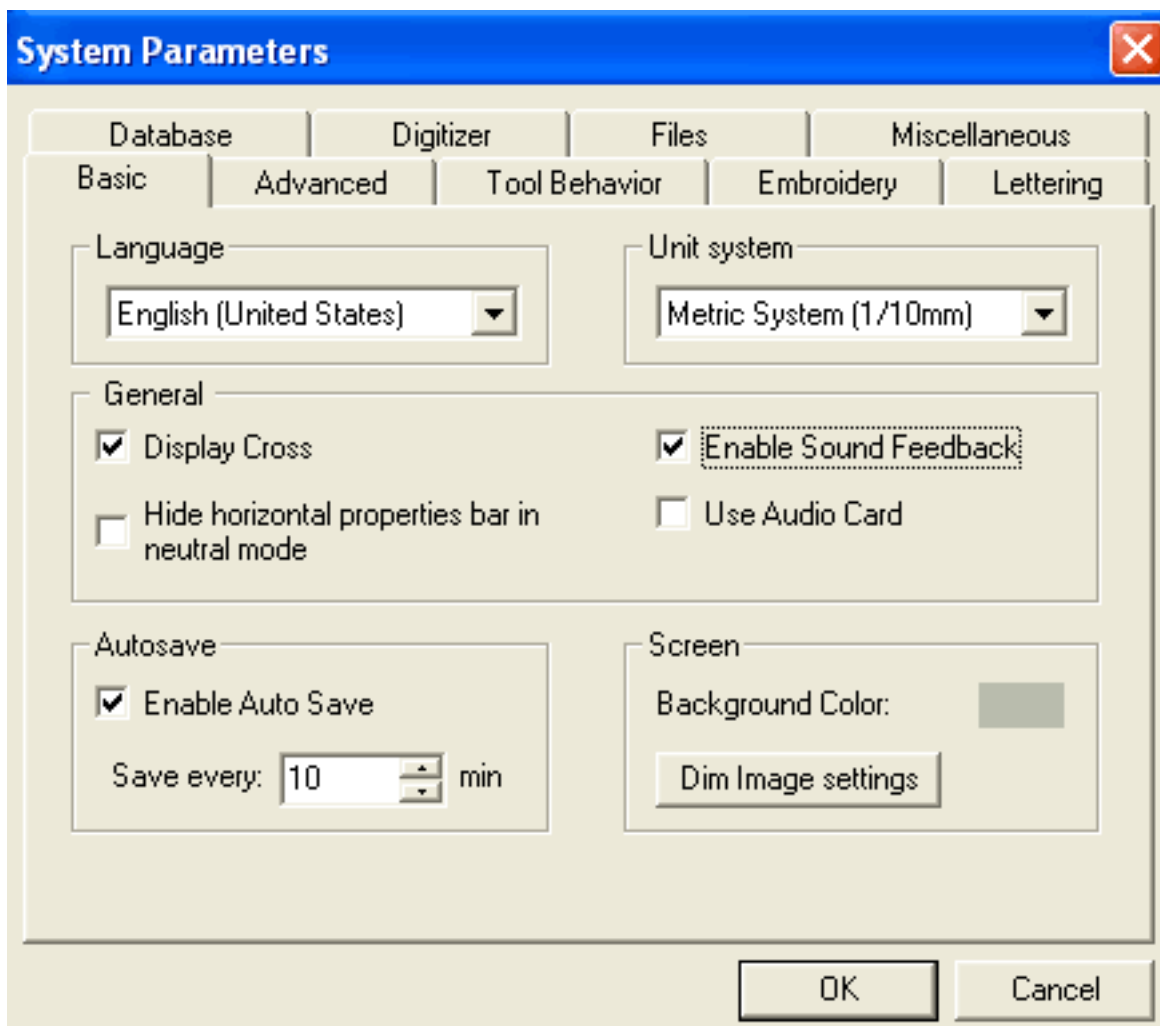 System Parameters
Database Digitizer Files Miscellaneous
Basic Advanced Tool Behavior Embroidery Lettering
Language Unit system
English (United States) Metric System (1/10mm)
General
Display Cross Enable Sound Feedback
Hide horizontal properties bar in
neutral mode
Use Audio Card
Autosave Screen
Enable Auto Save Background Color:
Save every: 10 min Dim Image settings
OK Cancel